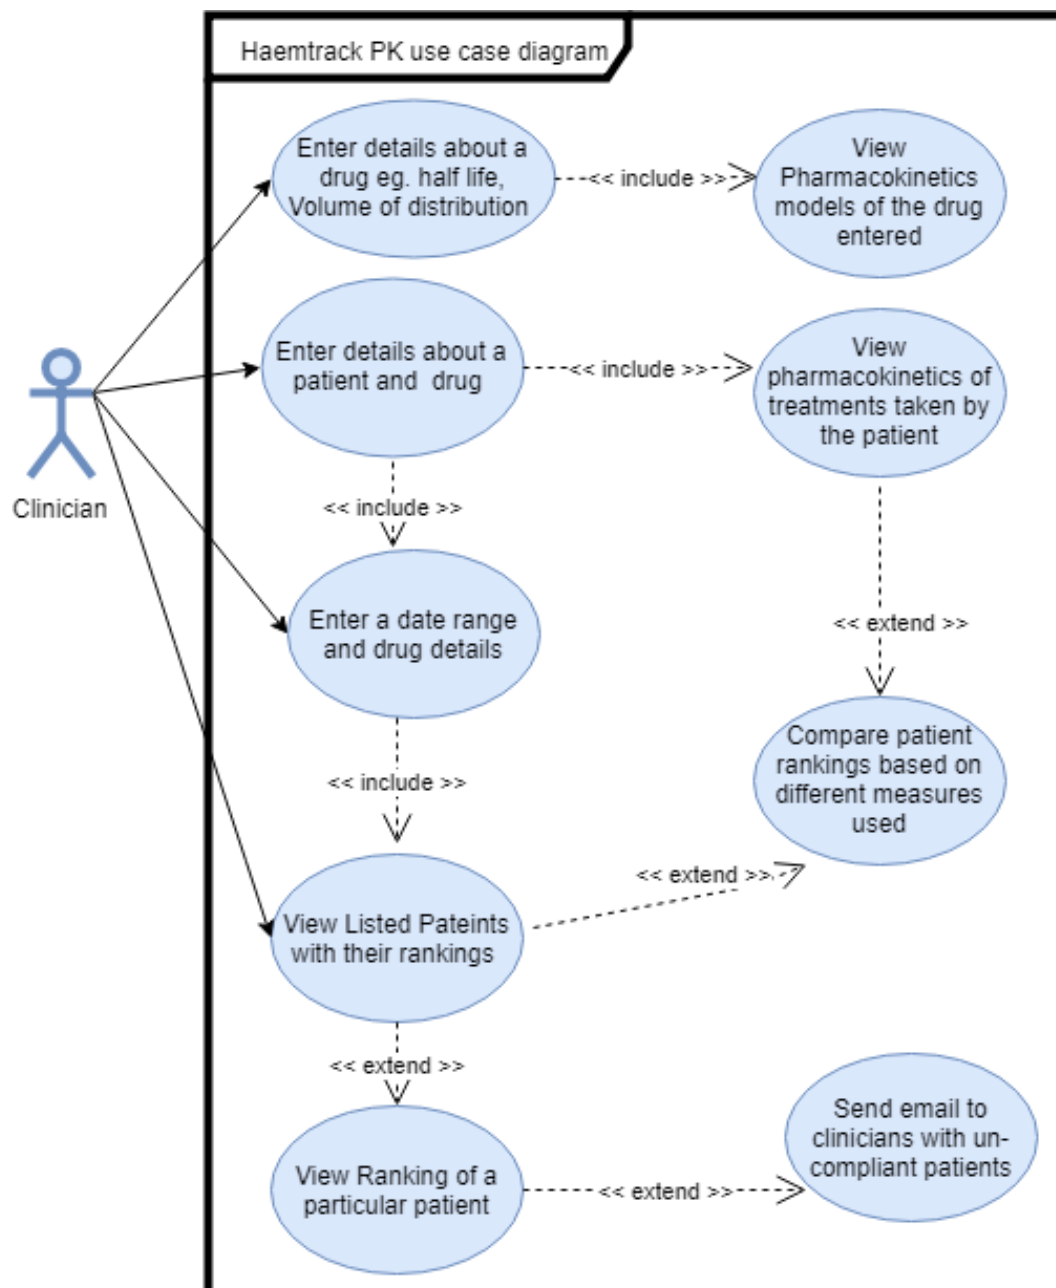 Haemtrack PK use case diagram
Enter details about a
drug eg. half life,
Volume of distribution
<< include >>
View
Pharmacokinetics
models of the drug
entered
Enter details about a
patient and drug
<< include >>
View
pharmacokinetics of
treatments taken by
the patient
Clinician
<< include >>
Enter a date range
and drug details
<< extend >>
<< include >>
Compare patient
rankings based on
different measures
used
<< extend >>
View Listed Pateints
with their rankings
<< extend >>
Send email to
clinicians with un-
compliant patients
View Ranking of a
particular patient
<< extend >>